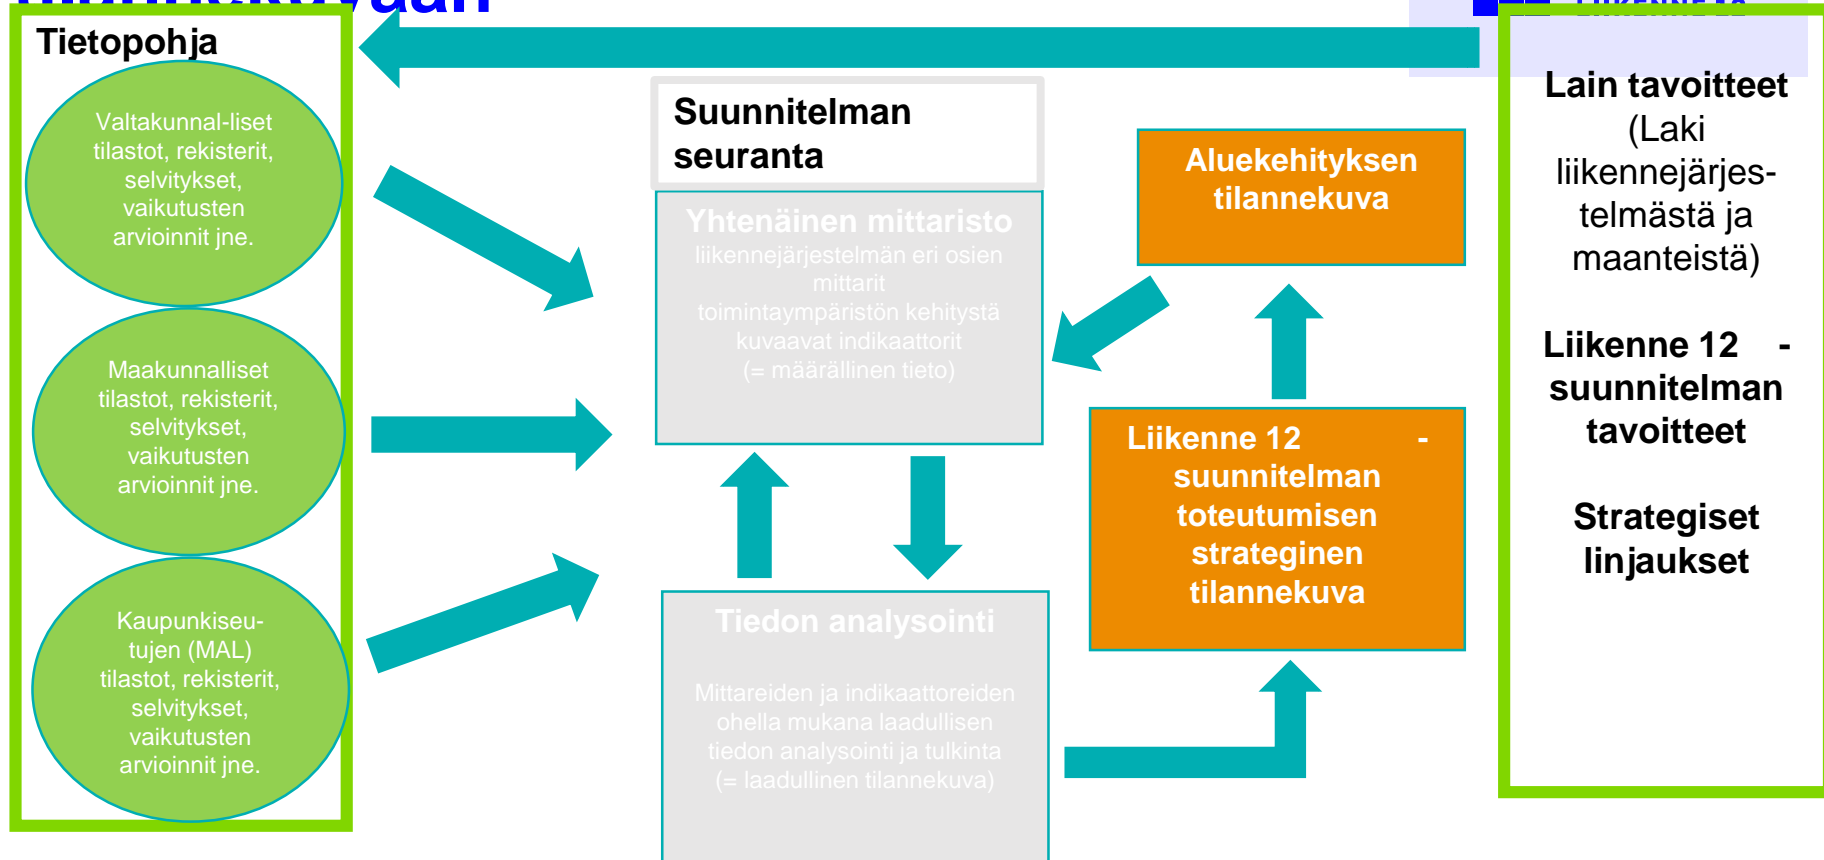 tilannekuvaan
LIIKENNE 12
Tietopohja
Valtakunnal-liset
tilastot, rekisterit,
selvitykset,
vaikutusten
arvioinnit jne.
Maakunnalliset
tilastot, rekisterit,
selvitykset,
vaikutusten
arvioinnit jne.
Kaupunkiseu-
tujen (MAL)
tilastot, rekisterit,
selvitykset,
vaikutusten
arvioinnit jne.
Suunnitelman
seuranta
Yhtenäinen mittaristo
liikennejärjestelmän eri osien
mittarit
toimintaympäristön kehitystä
kuvaavat indikaattorit
(= määrällinen tieto)
Tiedon analysointi
Mittareiden ja indikaattoreiden
ohella mukana laadullisen
tiedon analysointi ja tulkinta
(= laadullinen tilannekuva)
Aluekehityksen
tilannekuva
Liikenne 12 -
suunnitelman
toteutumisen
strateginen
tilannekuva
Lain tavoitteet
(Laki
liikennejärjes-
telmästä ja
maanteistä)
Liikenne 12 -
suunnitelman
tavoitteet
Strategiset
linjaukset